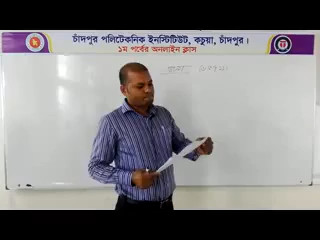 চাঁদপুর পলিটেকনিক ইনস্টিটিউট, কচুয়া, চাঁদপুর ।
১ম পর্বের অনলাইন ক্লাস